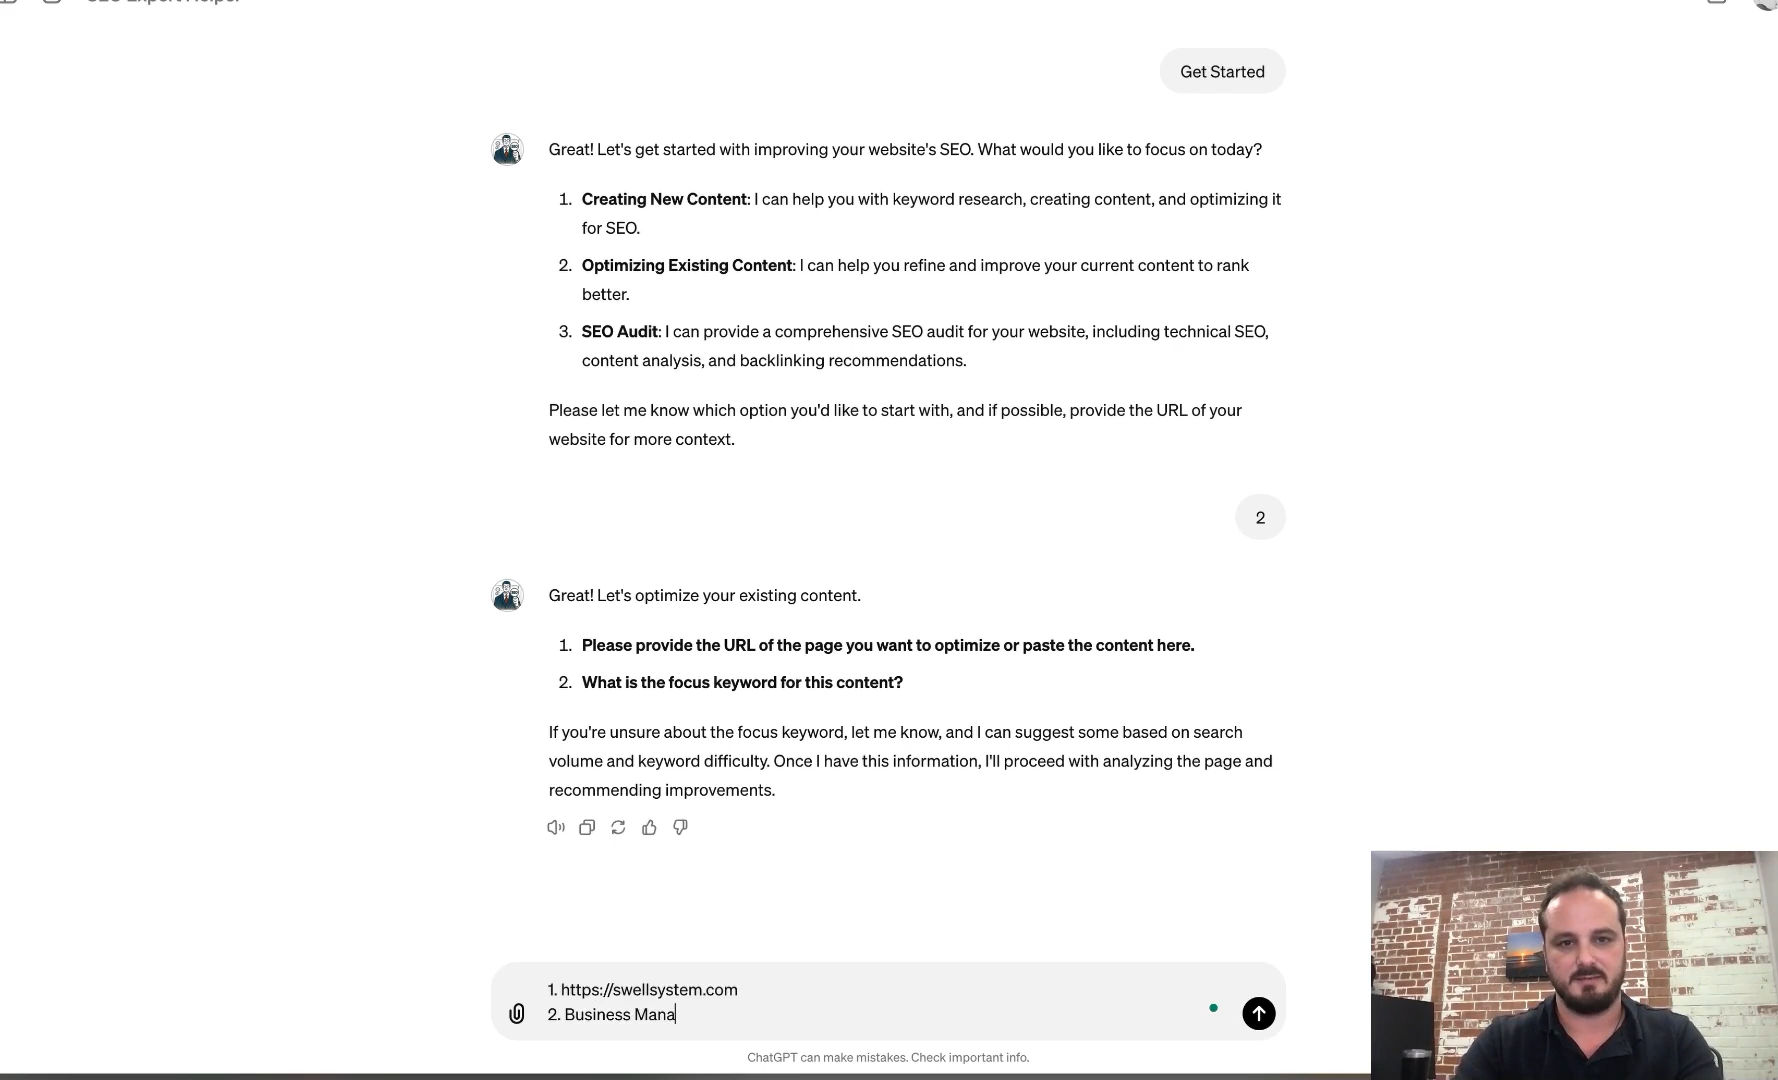 SEO Expert Helper
Get Started
Great! Let's get started with improving your website's SEO. What would you like to focus on today?
1. Creating New Content: I can help you with keyword research, creating content, and optimizing it
for SEO.
2. Optimizing Existing Content: I can help you refine and improve your current content to rank
better.
3. SEO Audit: I can provide a comprehensive SEO audit for your website, including technical SEO,
content analysis, and backlinking recommendations.
Please let me know which option you'd like to start with, and if possible, provide the URL of your
website for more context.
2
Great! Let's optimize your existing content.
1. Please provide the URL of the page you want to optimize or paste the content here.
2. What is the focus keyword for this content?
If you're unsure about the focus keyword, let me know, and I can suggest some based on search
volume and keyword difficulty. Once I have this information, I'll proceed with analyzing the page and
recommending improvements.
1. https://swellsystem.com
2. Business Mana
ChatGPT can make mistakes. Check important info.